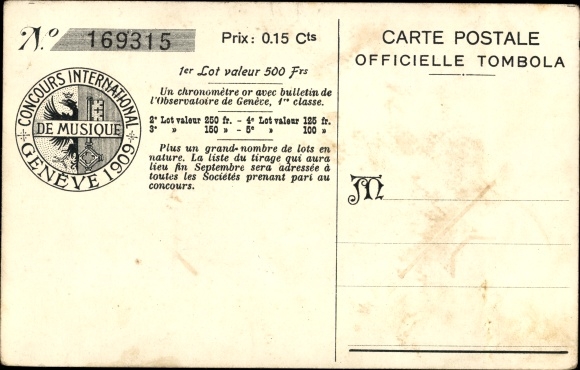 N.º 169315 Prix: 0.15 Cts
CONCOURS INTERNATIONAL
DE MUSIQUE
GENÈVE 1909
1er Lot valeur 500 Frs
Un chronomètre or avec bulletin de
l'Observatoire de Genève, 1re classe.
2e Lot valeur 250 fr. - 4e Lot valeur 125 fr.
3e » 150 » - 5e » 100 »
Plus un grand nombre de lots en
nature. La liste du tirage qui aura
lieu fin Septembre sera adressée à
toutes les Sociétés prenant part au
concours.
CARTE POSTALE
OFFICIELLE TOMBOLA
M